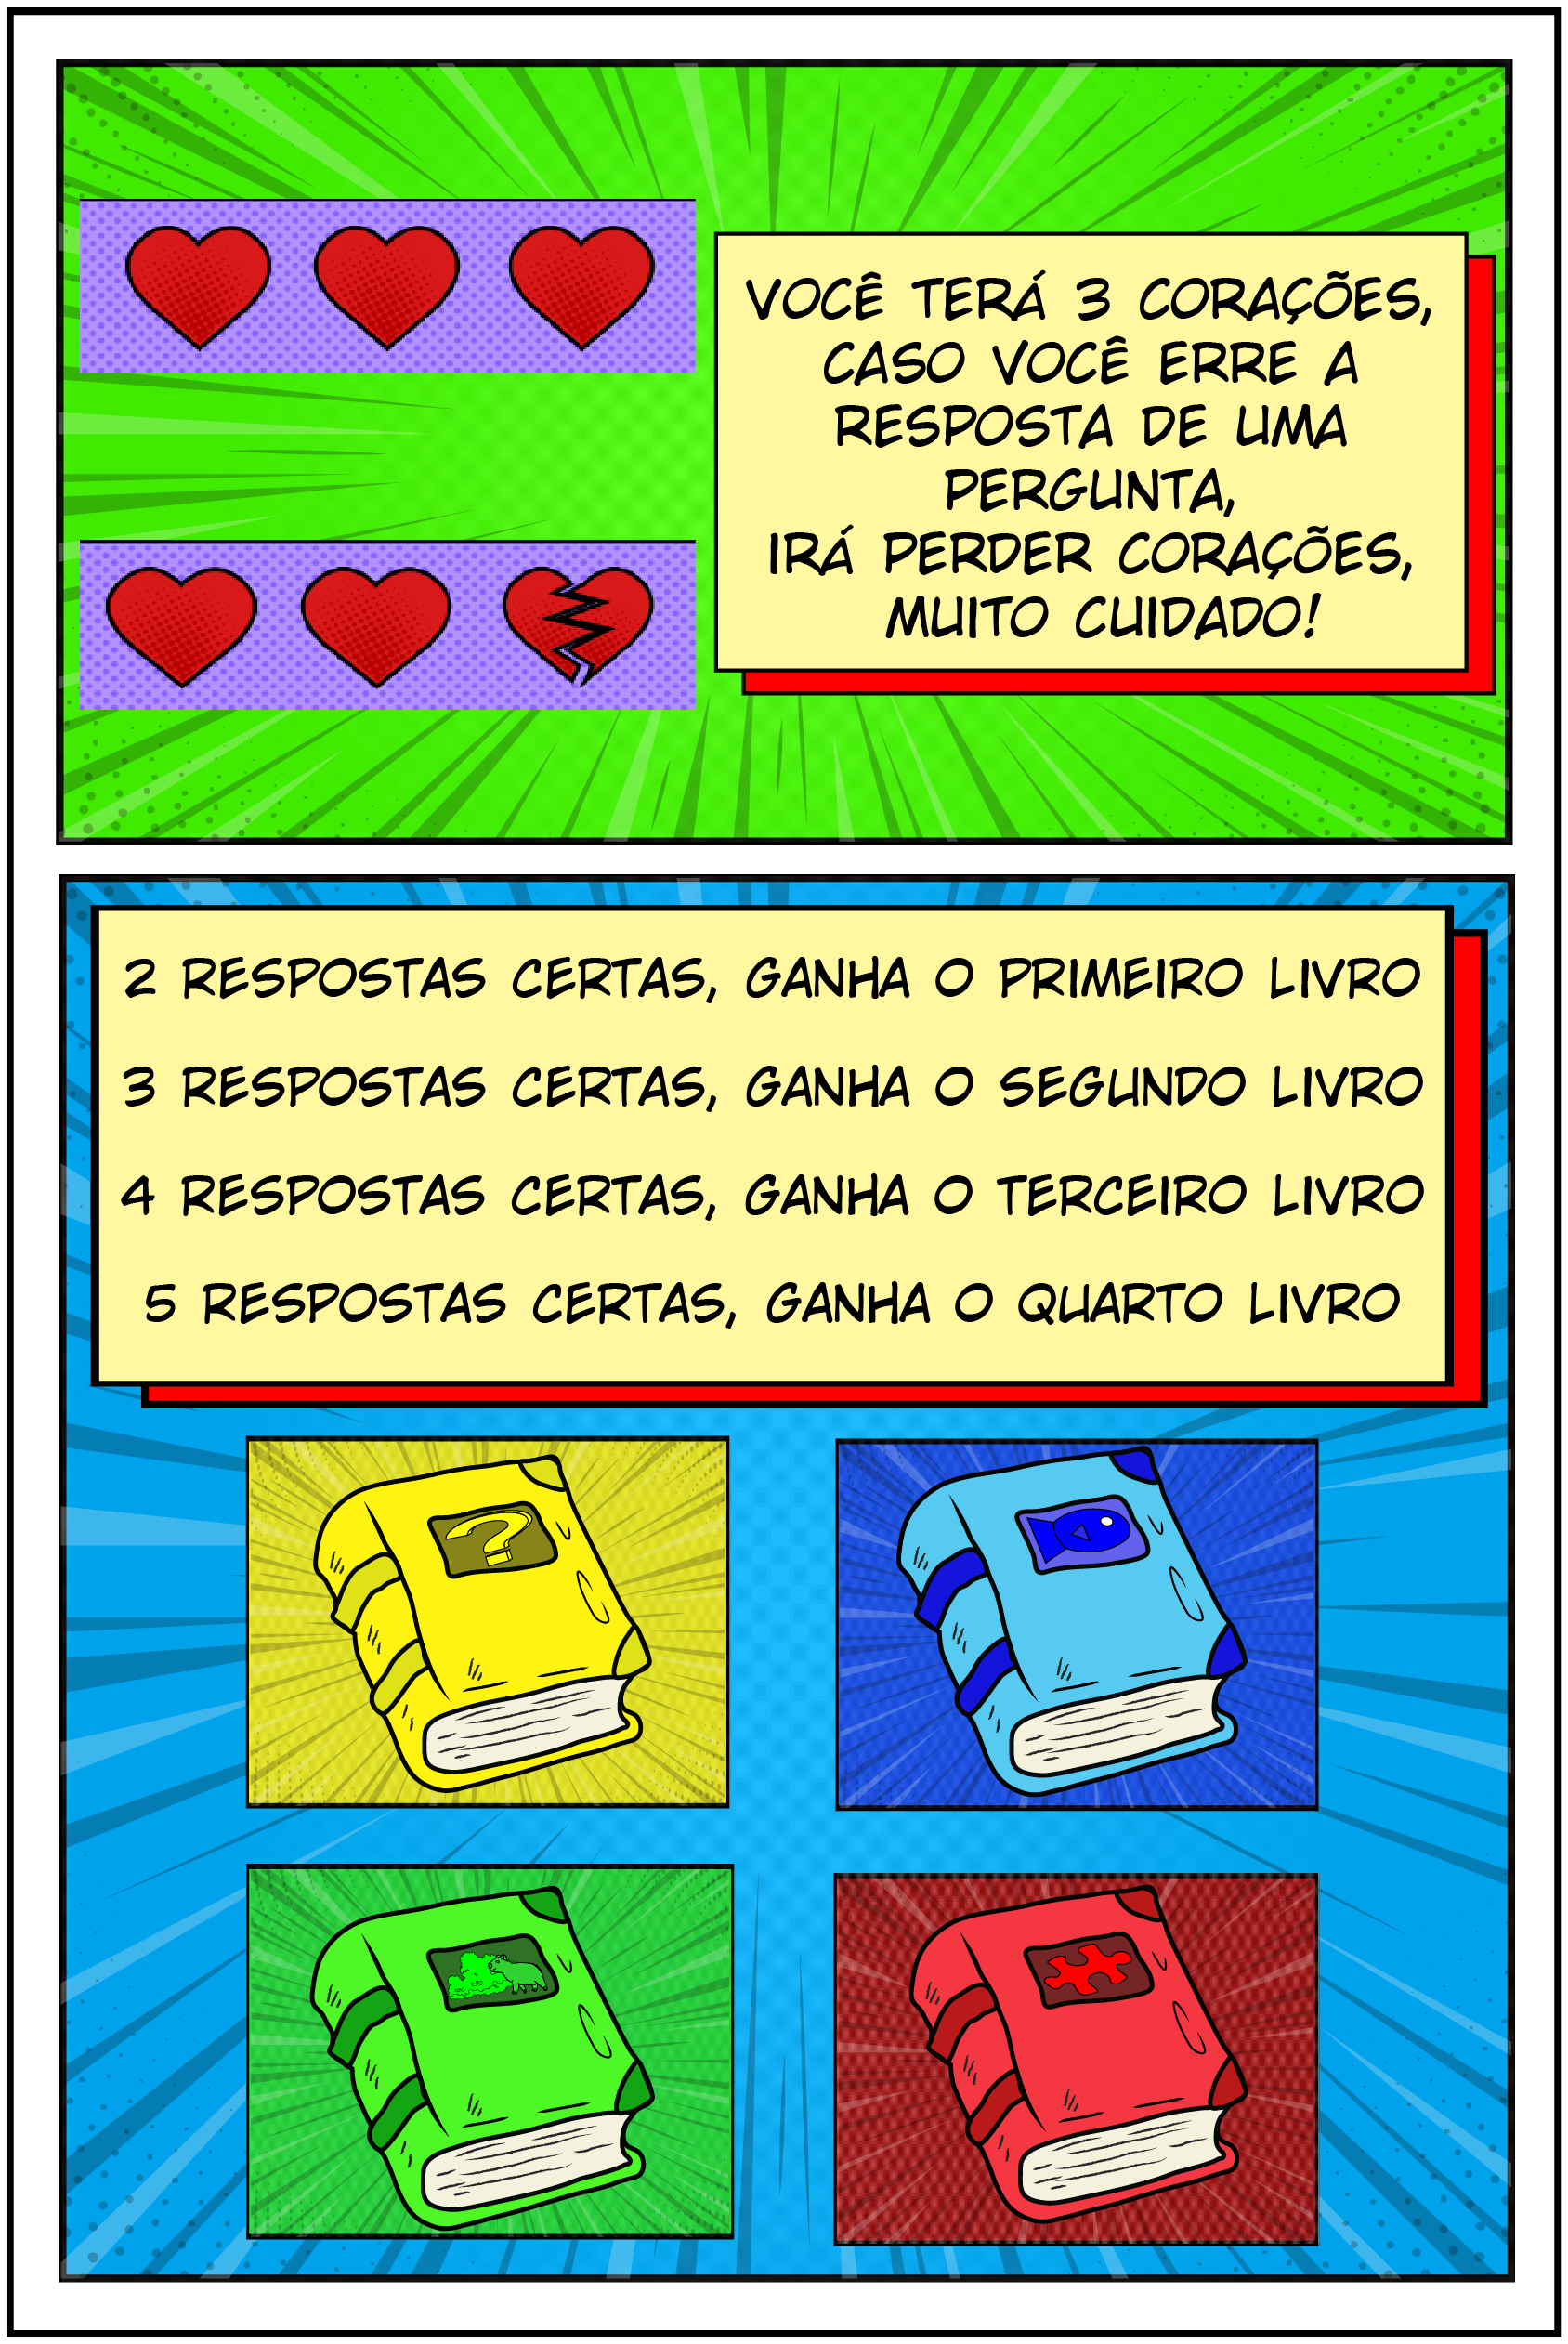 VOCÊ TERÁ 3 CORAÇÕES,
CASO VOCÊ ERRE A
RESPOSTA DE UMA
PERGUNTA,
IRÁ PERDER CORAÇÕES,
MUITO CUIDADO!
2 RESPOSTAS CERTAS, GANHA O PRIMEIRO LIVRO
3 RESPOSTAS CERTAS, GANHA O SEGUNDO LIVRO
4 RESPOSTAS CERTAS, GANHA O TERCEIRO LIVRO
5 RESPOSTAS CERTAS, GANHA O QUARTO LIVRO
?